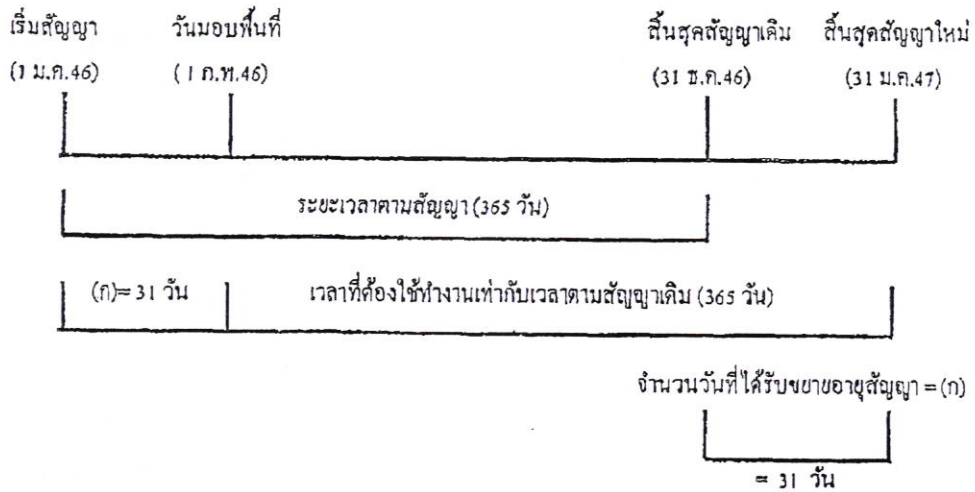 เริ่มสัญญา วันมอบพื้นที่ สิ้นสุดสัญญาเดิม สิ้นสุดสัญญาใหม่
(1 ม.ค.46) (1 ก.พ.46) (31 ธ.ค.46) (31 ม.ค.47)
ระยะเวลาตามสัญญา (365 วัน)
(ก)= 31 วัน เวลาที่ต้องใช้ทำงานเท่ากับเวลาตามสัญญาเดิม (365 วัน)
จำนวนวันที่ได้รับขยายอายุสัญญา = (ก)
= 31 วัน